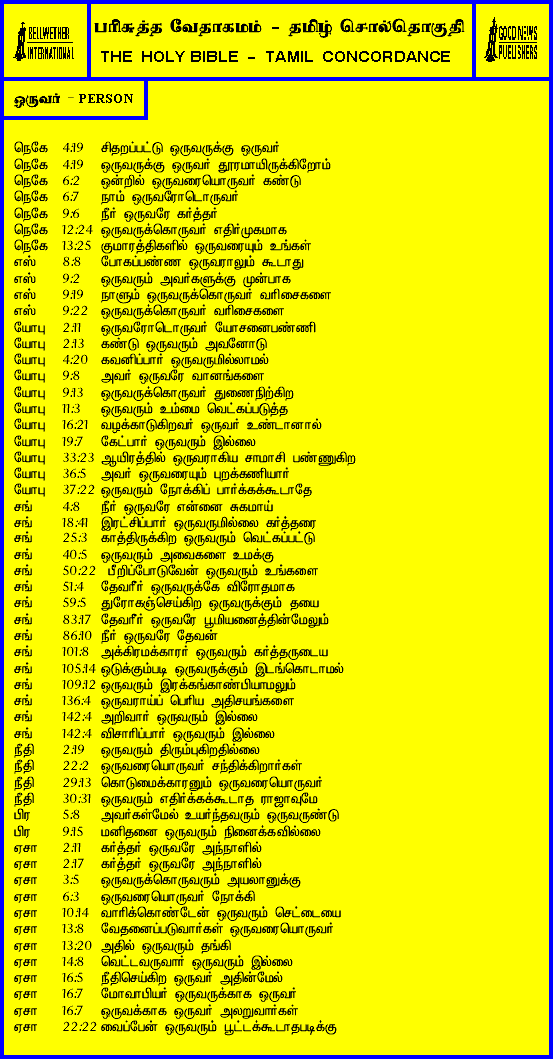 BELLWETHER
INTERNATIONAL
பரிசுத்த வேதாகமம் - தமிழ் சொல்தொகுதி
THE HOLY BIBLE - TAMIL CONCORDANCE
GOOD NEWS
PUBLISHERS
ஒருவர் - PERSON
நெகே 4:19 சிதறப்பட்டு ஒருவருக்கு ஒருவர்
நெகே 4:19 ஒருவருக்கு ஒருவர் தூரமாயிருக்கிறோம்
நெகே 6:2 ஒன்றில் ஒருவரையொருவர் கண்டு
நெகே 6:7 நாம் ஒருவரோடொருவர்
நெகே 9:6 நீர் ஒருவரே கர்த்தர்
நெகே 12:24 ஒருவருக்கொருவர் எதிர்முகமாக
நெகே 13:25 குமாரத்திகளில் ஒருவரையும் உங்கள்
எஸ் 8:8 போகப்பண்ண ஒருவராலும் கூடாது
எஸ் 9:2 ஒருவரும் அவர்களுக்கு முன்பாக
எஸ் 9:19 நாளும் ஒருவருக்கொருவர் வரிசைகளை
எஸ் 9:22 ஒருவருக்கொருவர் வரிசைகளை
யோபு 2:11 ஒருவரோடொருவர் யோசனைபண்ணி
யோபு 2:13 கண்டு ஒருவரும் அவனோடு
யோபு 4:20 கவனிப்பார் ஒருவருமில்லாமல்
யோபு 9:8 அவர் ஒருவரே வானங்களை
யோபு 9:13 ஒருவருக்கொருவர் துணைநிற்கிற
யோபு 11:3 ஒருவரும் உம்மை வெட்கப்படுத்த
யோபு 16:21 வழக்காடுகிறவர் ஒருவர் உண்டானால்
யோபு 19:7 கேட்பார் ஒருவரும் இல்லை
யோபு 33:23 ஆயிரத்தில் ஒருவராகிய சாமாசி பண்ணுகிற
யோபு 36:5 அவர் ஒருவரையும் புறக்கணியார்
யோபு 37:22 ஒருவரும் நோக்கிப் பார்க்கக்கூடாதே
சங் 4:8 நீர் ஒருவரே என்னை சுகமாய்
சங் 18:41 இரட்சிப்பார் ஒருவருமில்லை கர்த்தரை
சங் 25:3 காத்திருக்கிற ஒருவரும் வெட்கப்பட்டு
சங் 40:5 ஒருவரும் அவைகளை உமக்கு
சங் 50:22 பீறிப்போடுவேன் ஒருவரும் உங்களை
சங் 51:4 தேவரீர் ஒருவருக்கே விரோதமாக
சங் 59:5 துரோகஞ்செய்கிற ஒருவருக்கும் தயை
சங் 83:17 தேவரீர் ஒருவரே பூமியனைத்தின்மேலும்
சங் 86:10 நீர் ஒருவரே தேவன்
சங் 101:8 அக்கிரமக்காரர் ஒருவரும் கர்த்தருடைய
சங் 105:14 ஒடுக்கும்படி ஒருவருக்கும் இடங்கொடாமல்
சங் 109:12 ஒருவரும் இரக்கங்காண்பியாமலும்
சங் 136:4 ஒருவராய்ப் பெரிய அதிசயங்களை
சங் 142:4 அறிவார் ஒருவரும் இல்லை
சங் 142:4 விசாரிப்பார் ஒருவரும் இல்லை
நீதி 2:19 ஒருவரும் திரும்புகிறதில்லை
நீதி 22:2 ஒருவரையொருவர் சந்திக்கிறார்கள்
நீதி 29:13 கொடுமைக்காரனும் ஒருவரையொருவர்
நீதி 30:31 ஒருவரும் எதிர்க்கக்கூடாத ராஜாவுமே
பிர 5:8 அவர்கள்மேல் உயர்ந்தவரும் ஒருவருண்டு
பிர 9:15 மனிதனை ஒருவரும் நினைக்கவில்லை
ஏசா 2:11 கர்த்தர் ஒருவரே அந்நாளில்
ஏசா 2:17 கர்த்தர் ஒருவரே அந்நாளில்
ஏசா 3:5 ஒருவருக்கொருவரும் அயலானுக்கு
ஏசா 6:3 ஒருவரையொருவர் நோக்கி
ஏசா 10:14 வாரிக்கொண்டேன் ஒருவரும் செட்டையை
ஏசா 13:8 வேதனைப்படுவார்கள் ஒருவரையொருவர்
ஏசா 13:20 அதில் ஒருவரும் தங்கி
ஏசா 14:8 வெட்டவருவார் ஒருவரும் இல்லை
ஏசா 16:5 நீதிசெய்கிற ஒருவர் அதின்மேல்
ஏசா 16:7 மோவாபியர் ஒருவருக்காக ஒருவர்
ஏசா 16:7 ஒருவக்காக ஒருவர் அலறுவார்கள்
ஏசா 22:22 வைப்பேன் ஒருவரும் பூட்டக்கூடாதபடிக்கு